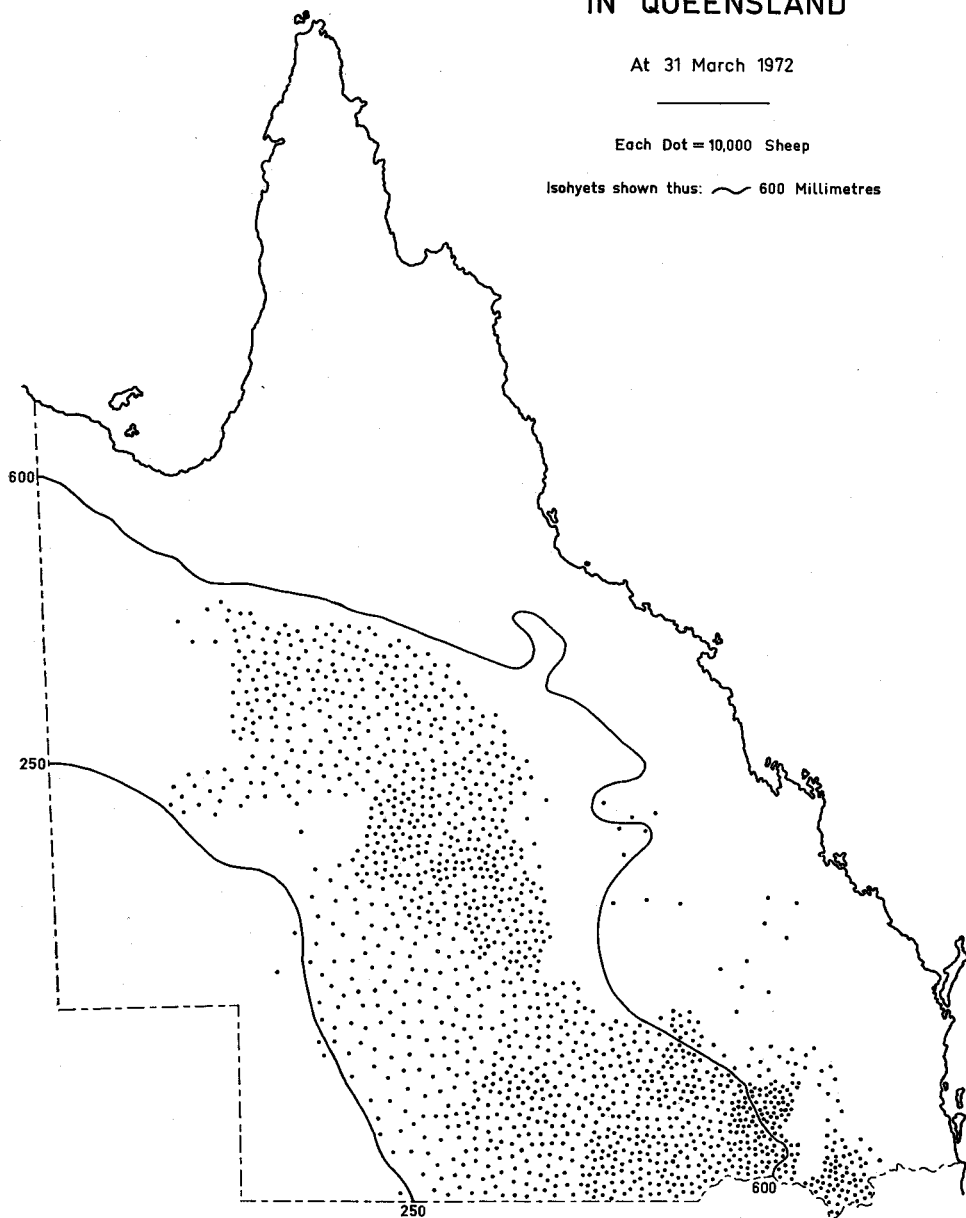 IN QUEENSLAND
At 31 March 1972
Each Dot = 10,000 Sheep
Isohyets shown thus: 600 Millimetres
600
250
600
250